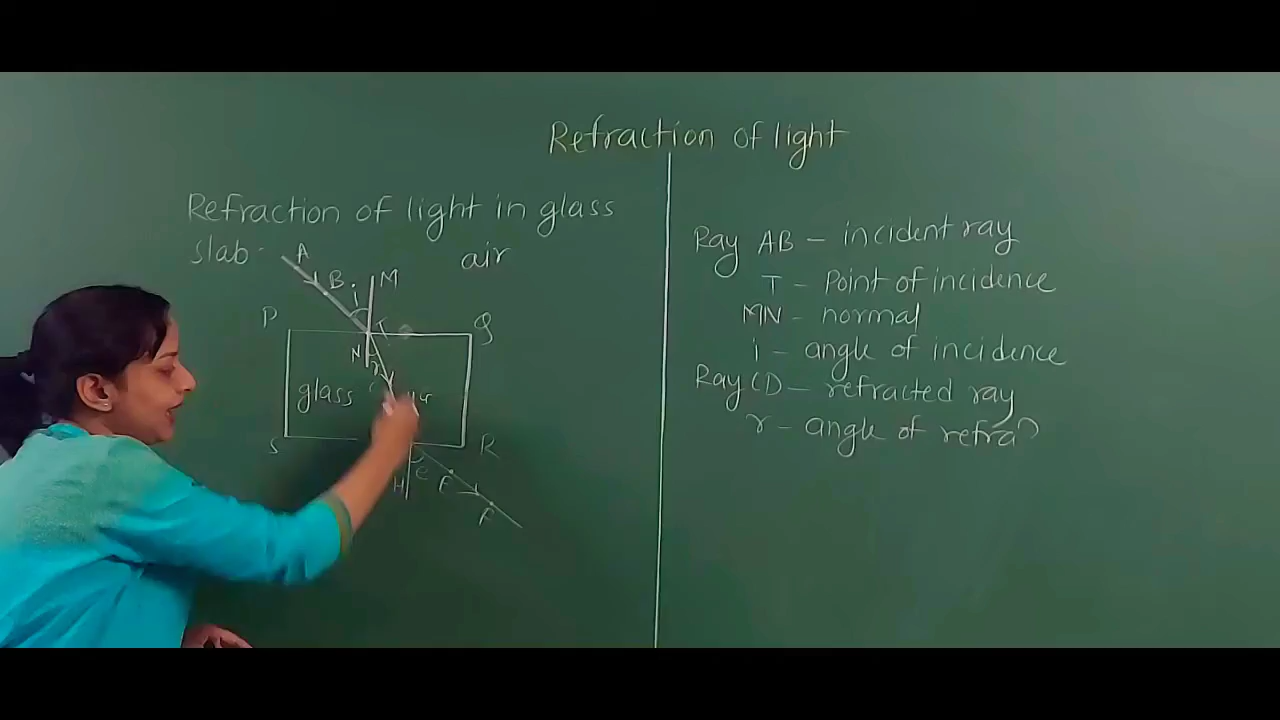 Refraction of light
Refraction of light in glass
slab -
A
air
B
i
M
P
T
Q
N
r
glass
S
R
H
e
F
Ray AB - incident ray
T - Point of incidence
MN - normal
i - angle of incidence
Ray CD - refracted ray
r - angle of refra